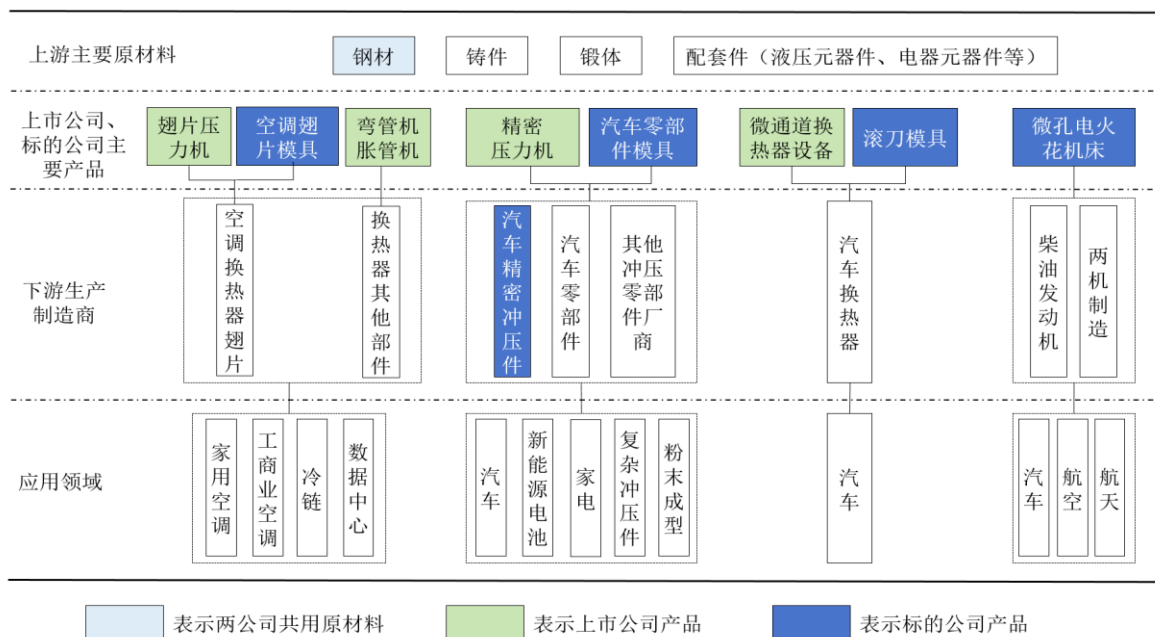 上游主要原材料
钢材
铸件
锻体
配套件（液压元器件、电器元器件等）
上市公司、
标的公司主
要产品
翅片压
力机
空调翅
片模具
弯管机
胀管机
精密
压力机
汽车零部
件模具
微通道换
热器设备
滚刀模具
微孔电火
花机床
下游生产
制造商
空调换热器翅片
换热器其他部件
汽车精密冲压件
汽车零部件
其他
冲压
零部
件厂
商
汽车换热器
柴油发动机
两机制造
应用领域
家用空调
工商业空调
冷链
数据中心
汽车
新能源电池
家电
复杂冲压件
粉末成型
汽车
汽车
航空
航天
表示两公司共用原材料
表示上市公司产品
表示标的公司产品